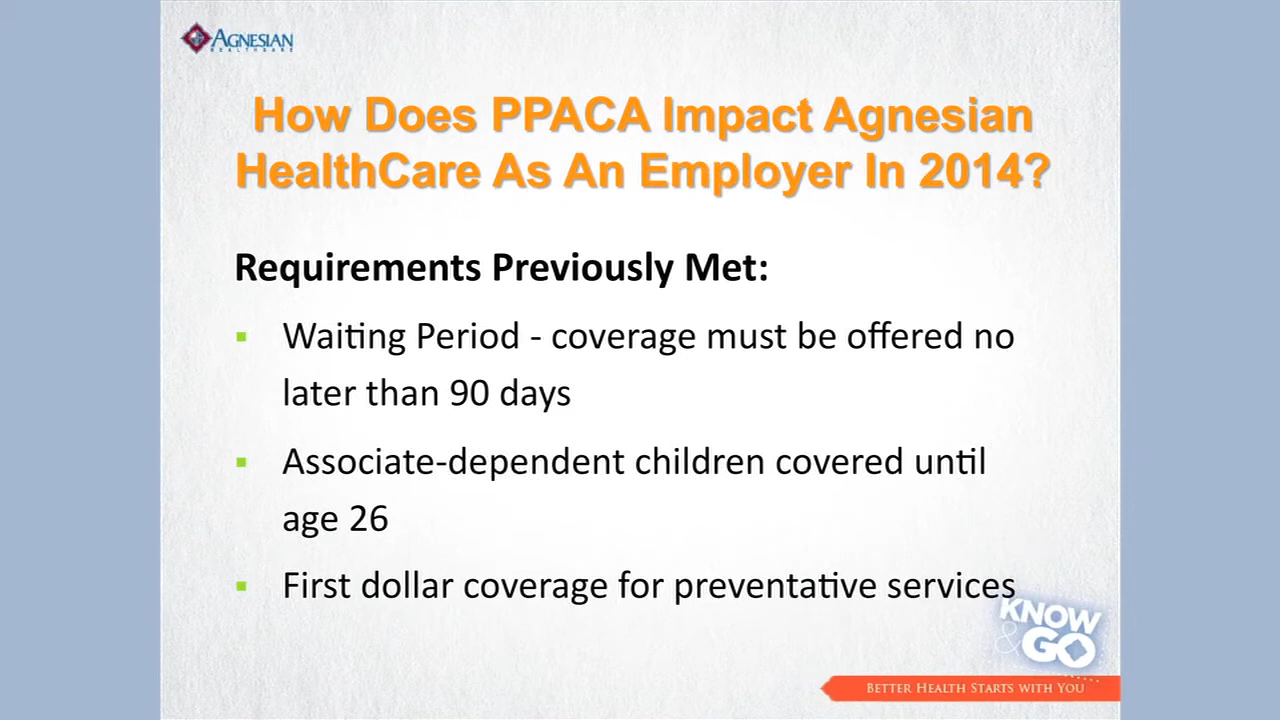 AGNESIAN
HEALTHCARE
How Does PPACA Impact Agnesian
HealthCare As An Employer In 2014?
Requirements Previously Met:
▪ Waiting Period - coverage must be offered no
later than 90 days
▪ Associate-dependent children covered until
age 26
▪ First dollar coverage for preventative services
KNOW
& GO
BETTER HEALTH STARTS WITH YOU